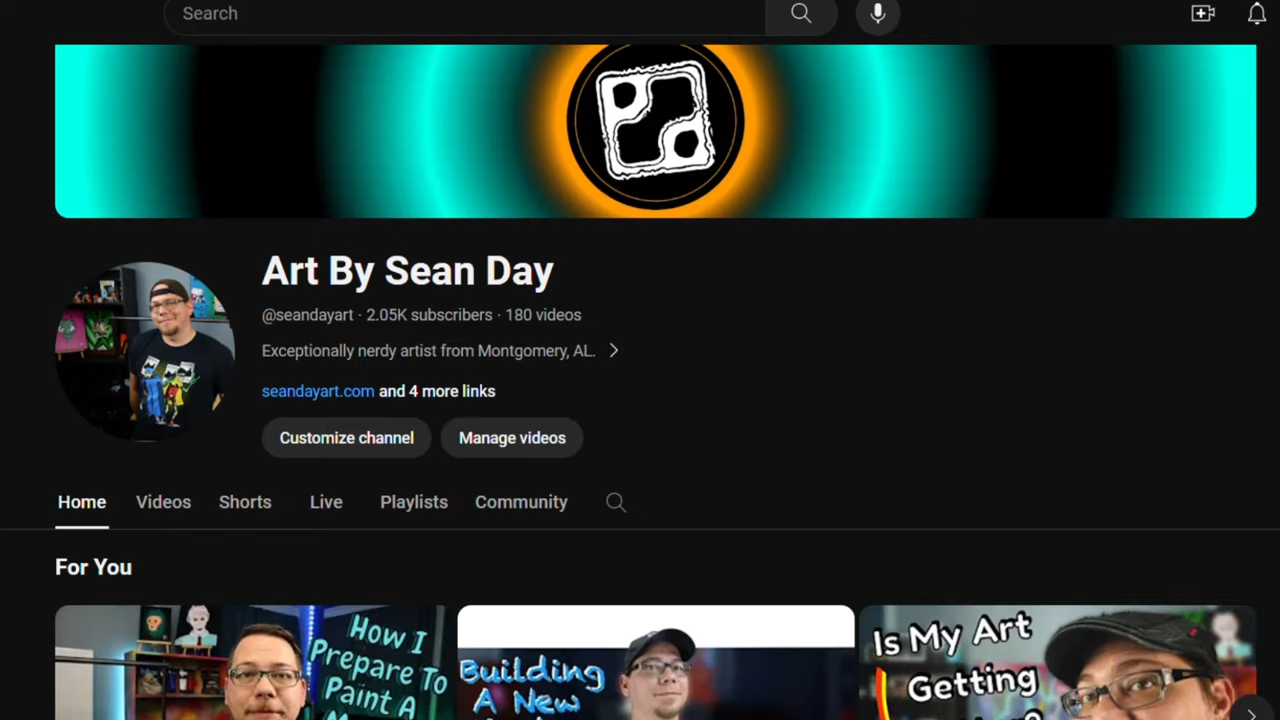 Search
Art By Sean Day
@seandayart · 2.05K subscribers · 180 videos
Exceptionally nerdy artist from Montgomery, AL.
seandayart.com and 4 more links
Customize channel
Manage videos
Home
Videos
Shorts
Live
Playlists
Community
For You
How I
Prepare To
Paint A
Building
A New
Is My Art
Getting